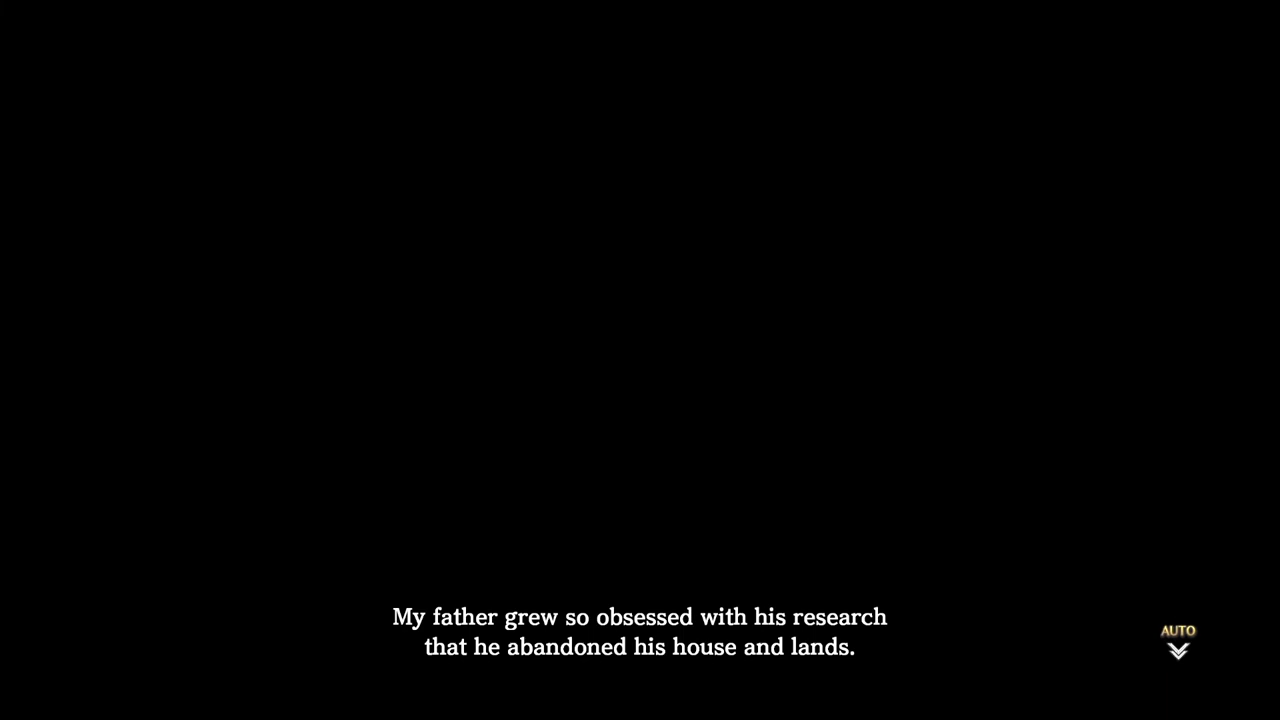 My father grew so obsessed with his research
that he abandoned his house and lands.
AUTO